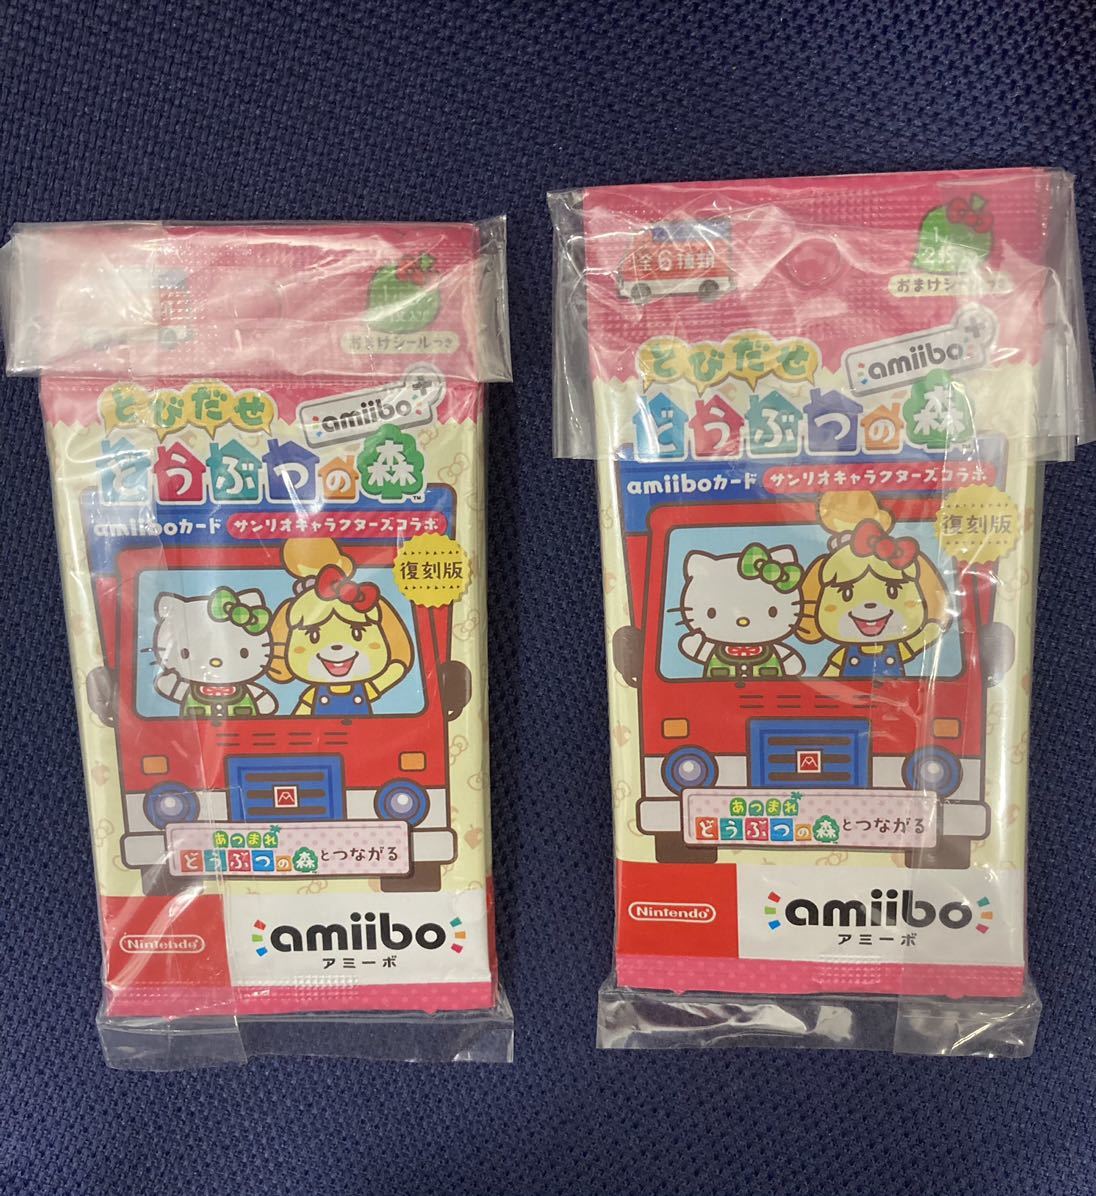 おまけシールつき
とびだせ
どうぶつの森
amiibo+
amiiboカード サンリオキャラクターズコラボ
復刻版
あつまれ
どうぶつの森とつながる
Nintendo
amiibo
アミーボ
全6種類
おまけシールつき
とびだせ
どうぶつの森
amiibo+
amiiboカード サンリオキャラクターズコラボ
復刻版
あつまれ
どうぶつの森とつながる
Nintendo
amiibo
アミーボ